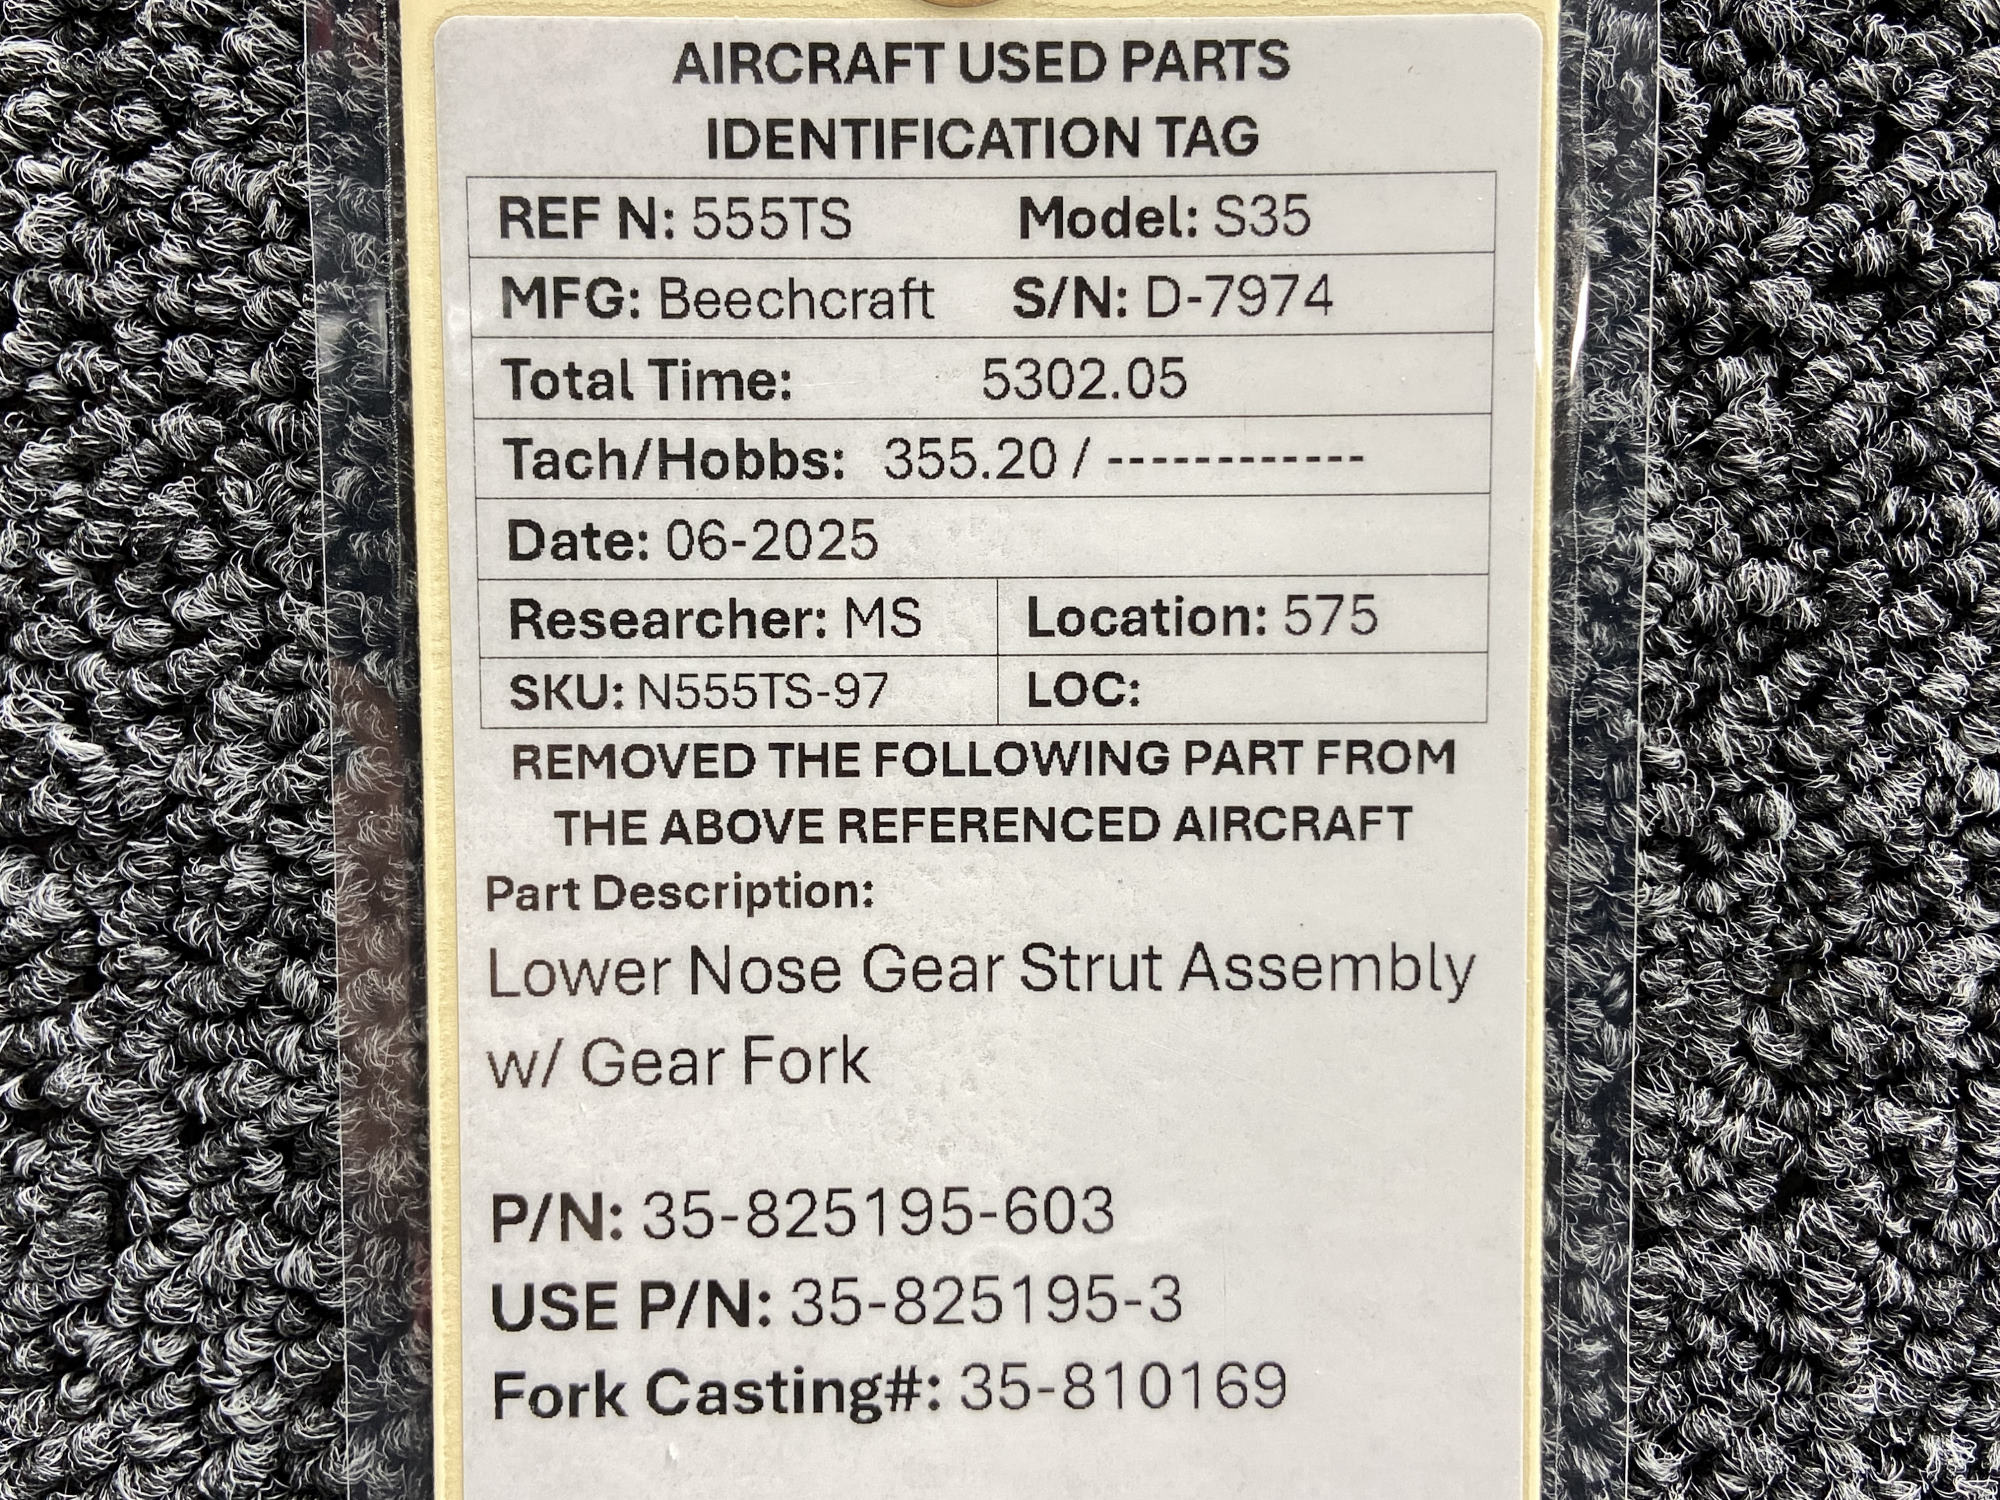 AIRCRAFT USED PARTS
IDENTIFICATION TAG
REF N: 555TS Model: S35
MFG: Beechcraft S/N: D-7974
Total Time: 5302.05
Tach/Hobbs: 355.20 / ------------
Date: 06-2025
Researcher: MS Location: 575
SKU: N555TS-97 LOC:
REMOVED THE FOLLOWING PART FROM
THE ABOVE REFERENCED AIRCRAFT
Part Description:
Lower Nose Gear Strut Assembly
w/ Gear Fork
P/N: 35-825195-603
USE P/N: 35-825195-3
Fork Casting#: 35-810169